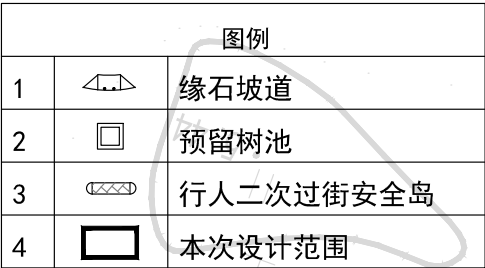 图例
1 缘石坡道
2 预留树池
3 行人二次过街安全岛
4 本次设计范围